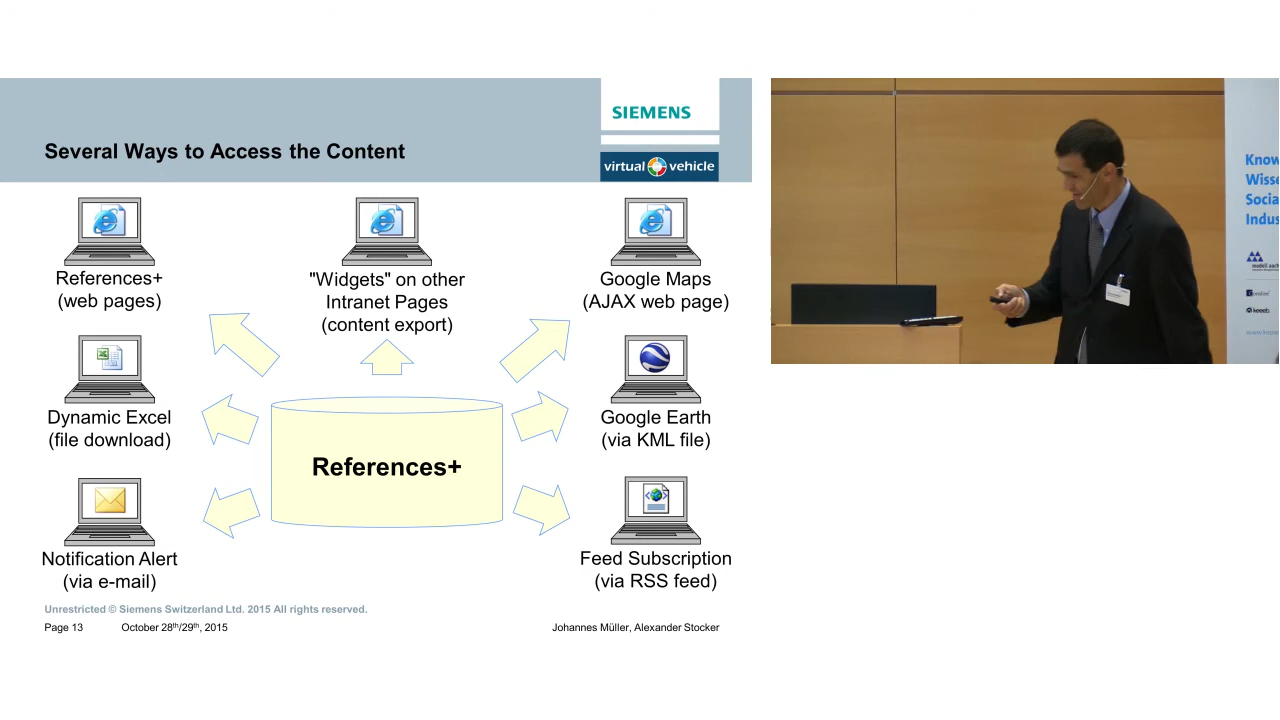 SIEMENS
Several Ways to Access the Content
virtual vehicle
References+
(web pages)
"Widgets" on other
Intranet Pages
(content export)
Google Maps
(AJAX web page)
Dynamic Excel
(file download)
References+
Google Earth
(via KML file)
Notification Alert
(via e-mail)
Feed Subscription
(via RSS feed)
Unrestricted © Siemens Switzerland Ltd. 2015 All rights reserved.
Page 13
October 28th/29th, 2015
Johannes Müller, Alexander Stocker
Know
Wisse
Socia
Indus